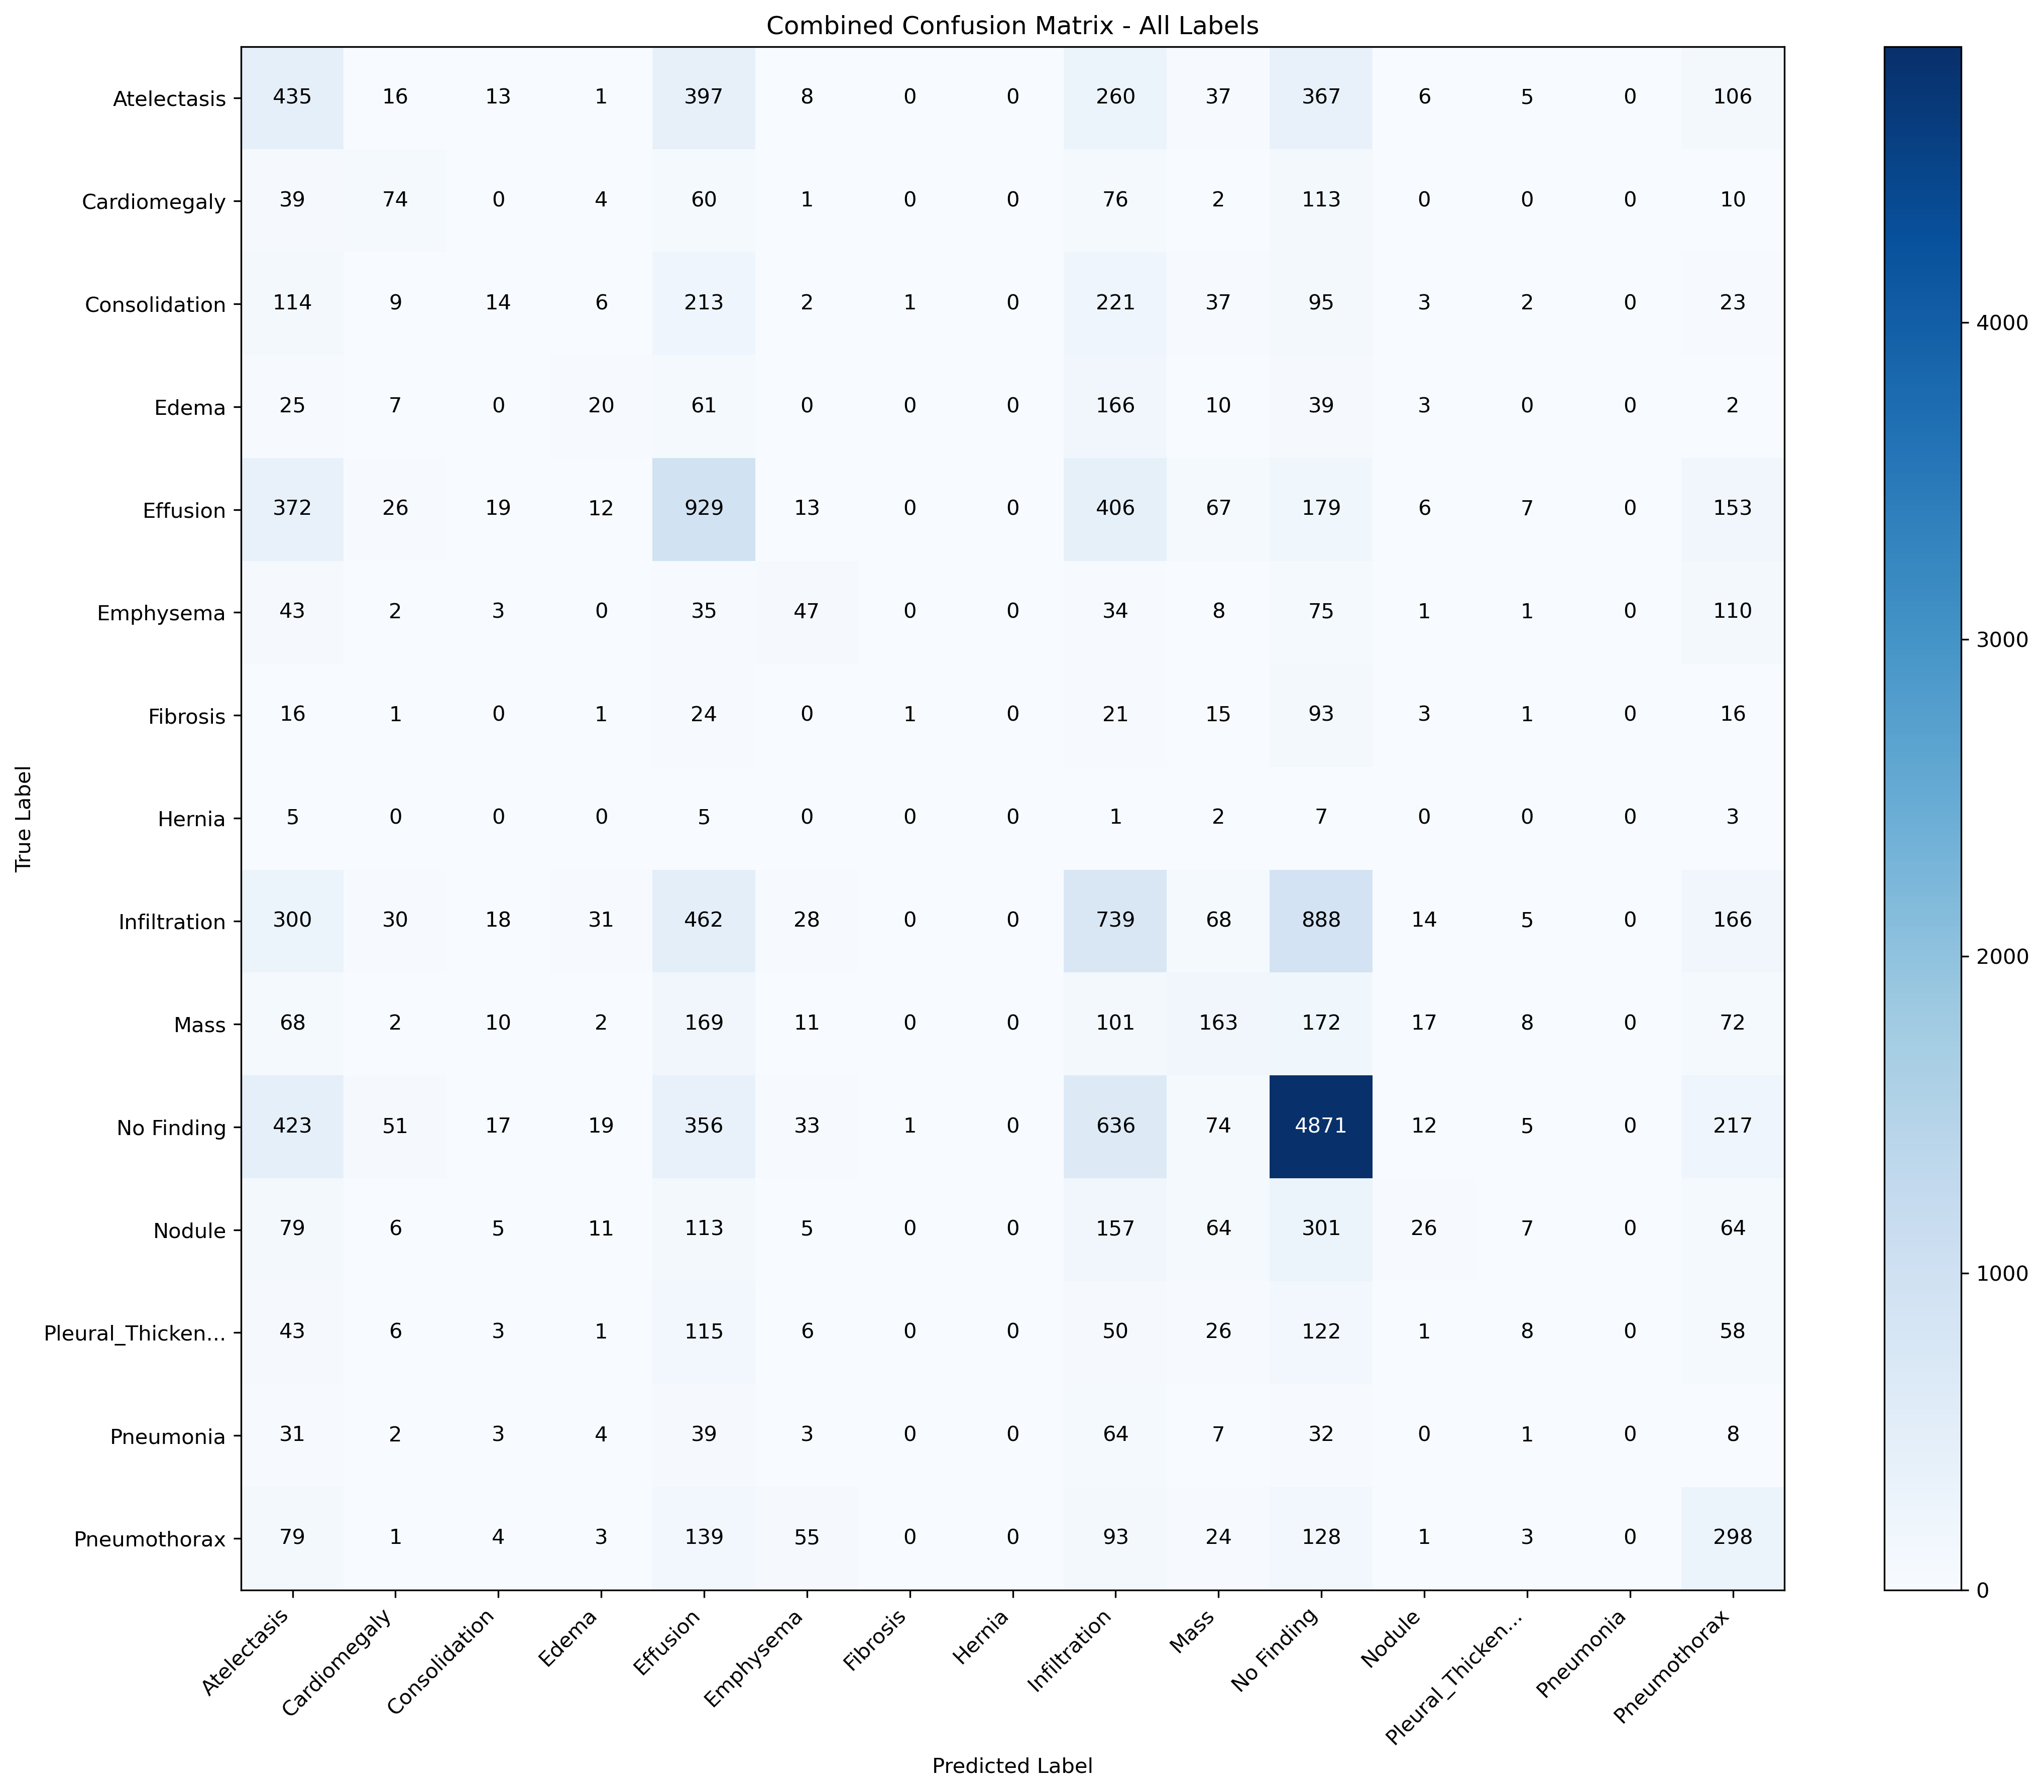 Combined Confusion Matrix - All Labels
True Label
Atelectasis 435 16 13 1 397 8 0 0 260 37 367 6 5 0 106
Cardiomegaly 39 74 0 4 60 1 0 0 76 2 113 0 0 0 10
Consolidation 114 9 14 6 213 2 1 0 221 37 95 3 2 0 23
Edema 25 7 0 20 61 0 0 0 166 10 39 3 0 0 2
Effusion 372 26 19 12 929 13 0 0 406 67 179 6 7 0 153
Emphysema 43 2 3 0 35 47 0 0 34 8 75 1 1 0 110
Fibrosis 16 1 0 1 24 0 1 0 21 15 93 3 1 0 16
Hernia 5 0 0 0 5 0 0 0 1 2 7 0 0 0 3
Infiltration 300 30 18 31 462 28 0 0 739 68 888 14 5 0 166
Mass 68 2 10 2 169 11 0 0 101 163 172 17 8 0 72
No Finding 423 51 17 19 356 33 1 0 636 74 4871 12 5 0 217
Nodule 79 6 5 11 113 5 0 0 157 64 301 26 7 0 64
Pleural_Thicken... 43 6 3 1 115 6 0 0 50 26 122 1 8 0 58
Pneumonia 31 2 3 4 39 3 0 0 64 7 32 0 1 0 8
Pneumothorax 79 1 4 3 139 55 0 0 93 24 128 1 3 0 298
Atelectasis Cardiomegaly Consolidation Edema Effusion Emphysema Fibrosis Hernia Infiltration Mass No Finding Nodule Pleural_Thicken... Pneumonia Pneumothorax
Predicted Label
4000
3000
2000
1000
0